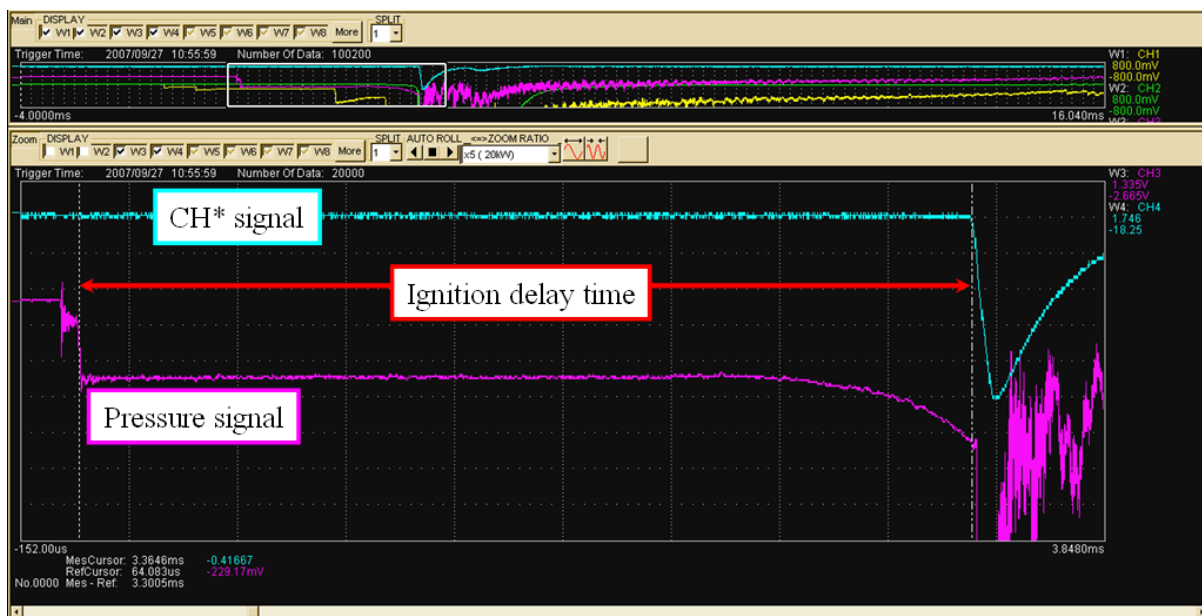 Main DISPLAY W1 W2 W3 W4 W5 W6 W7 W8 More SPLIT 1
Trigger Time: 2007/09/27 10:55:59 Number Of Data: 100200
W1: CH1
800.0mV
-800.0mV
W2: CH2
800.0mV
-800.0mV
W3: CH3
-4.0000ms 16.040ms
Zoom DISPLAY W1 W2 W3 W4 W5 W6 W7 W8 More SPLIT 1 AUTO ROLL <=>ZOOM RATIO x5 ( 20kW)
Trigger Time: 2007/09/27 10:55:59 Number Of Data: 20000
W3: CH3
1.335V
-2.665V
W4: CH4
1.746
-18.25
CH* signal
Ignition delay time
Pressure signal
-152.00us 3.8480ms
MesCursor: 3.3646ms -0.41667
RefCursor: 64.083us -229.17mV
No.0000 Mes - Ref: 3.3005ms